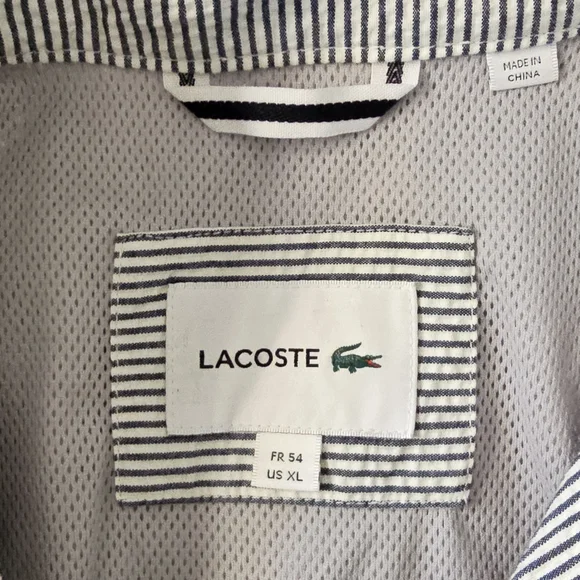 MADE IN
CHINA
LACOSTE
FR 54
US XL